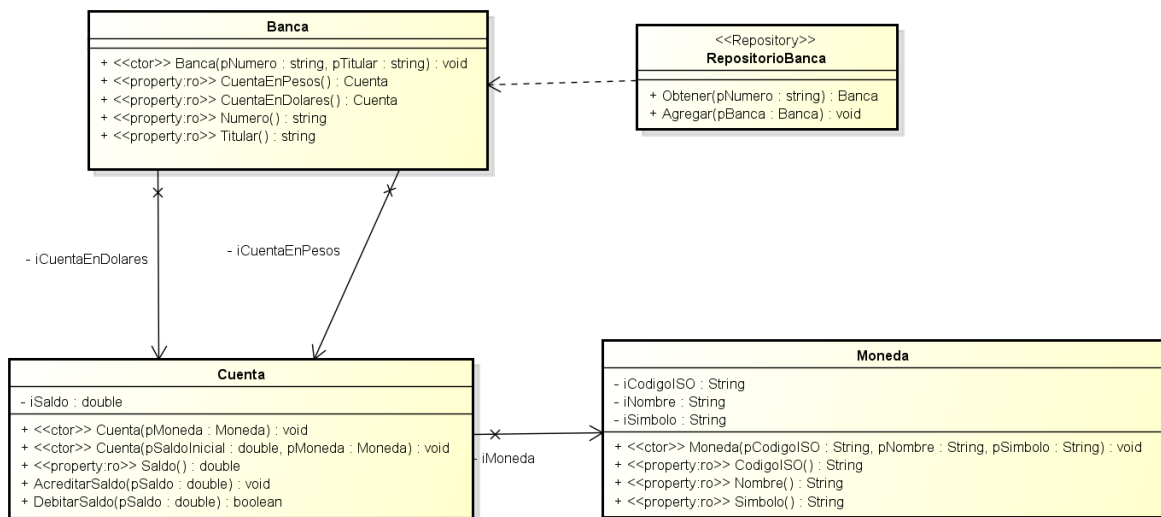 Banca
+ <<ctor>> Banca(pNumero : string, pTitular : string) : void
+ <<property:ro>> CuentaEnPesos() : Cuenta
+ <<property:ro>> CuentaEnDolares() : Cuenta
+ <<property:ro>> Numero() : string
+ <<property:ro>> Titular() : string
<<Repository>>
RepositorioBanca
+ Obtener(pNumero : string) : Banca
+ Agregar(pBanca : Banca) : void
- iCuentaEnDolares
- iCuentaEnPesos
Cuenta
- iSaldo : double
+ <<ctor>> Cuenta(pMoneda : Moneda) : void
+ <<ctor>> Cuenta(pSaldoInicial : double, pMoneda : Moneda) : void
+ <<property:ro>> Saldo() : double
+ AcreditarSaldo(pSaldo : double) : void
+ DebitarSaldo(pSaldo : double) : boolean
- iMoneda
Moneda
- iCodigoISO : String
- iNombre : String
- iSimbolo : String
+ <<ctor>> Moneda(pCodigoISO : String, pNombre : String, pSimbolo : String) : void
+ <<property:ro>> CodigoISO() : String
+ <<property:ro>> Nombre() : String
+ <<property:ro>> Simbolo() : String